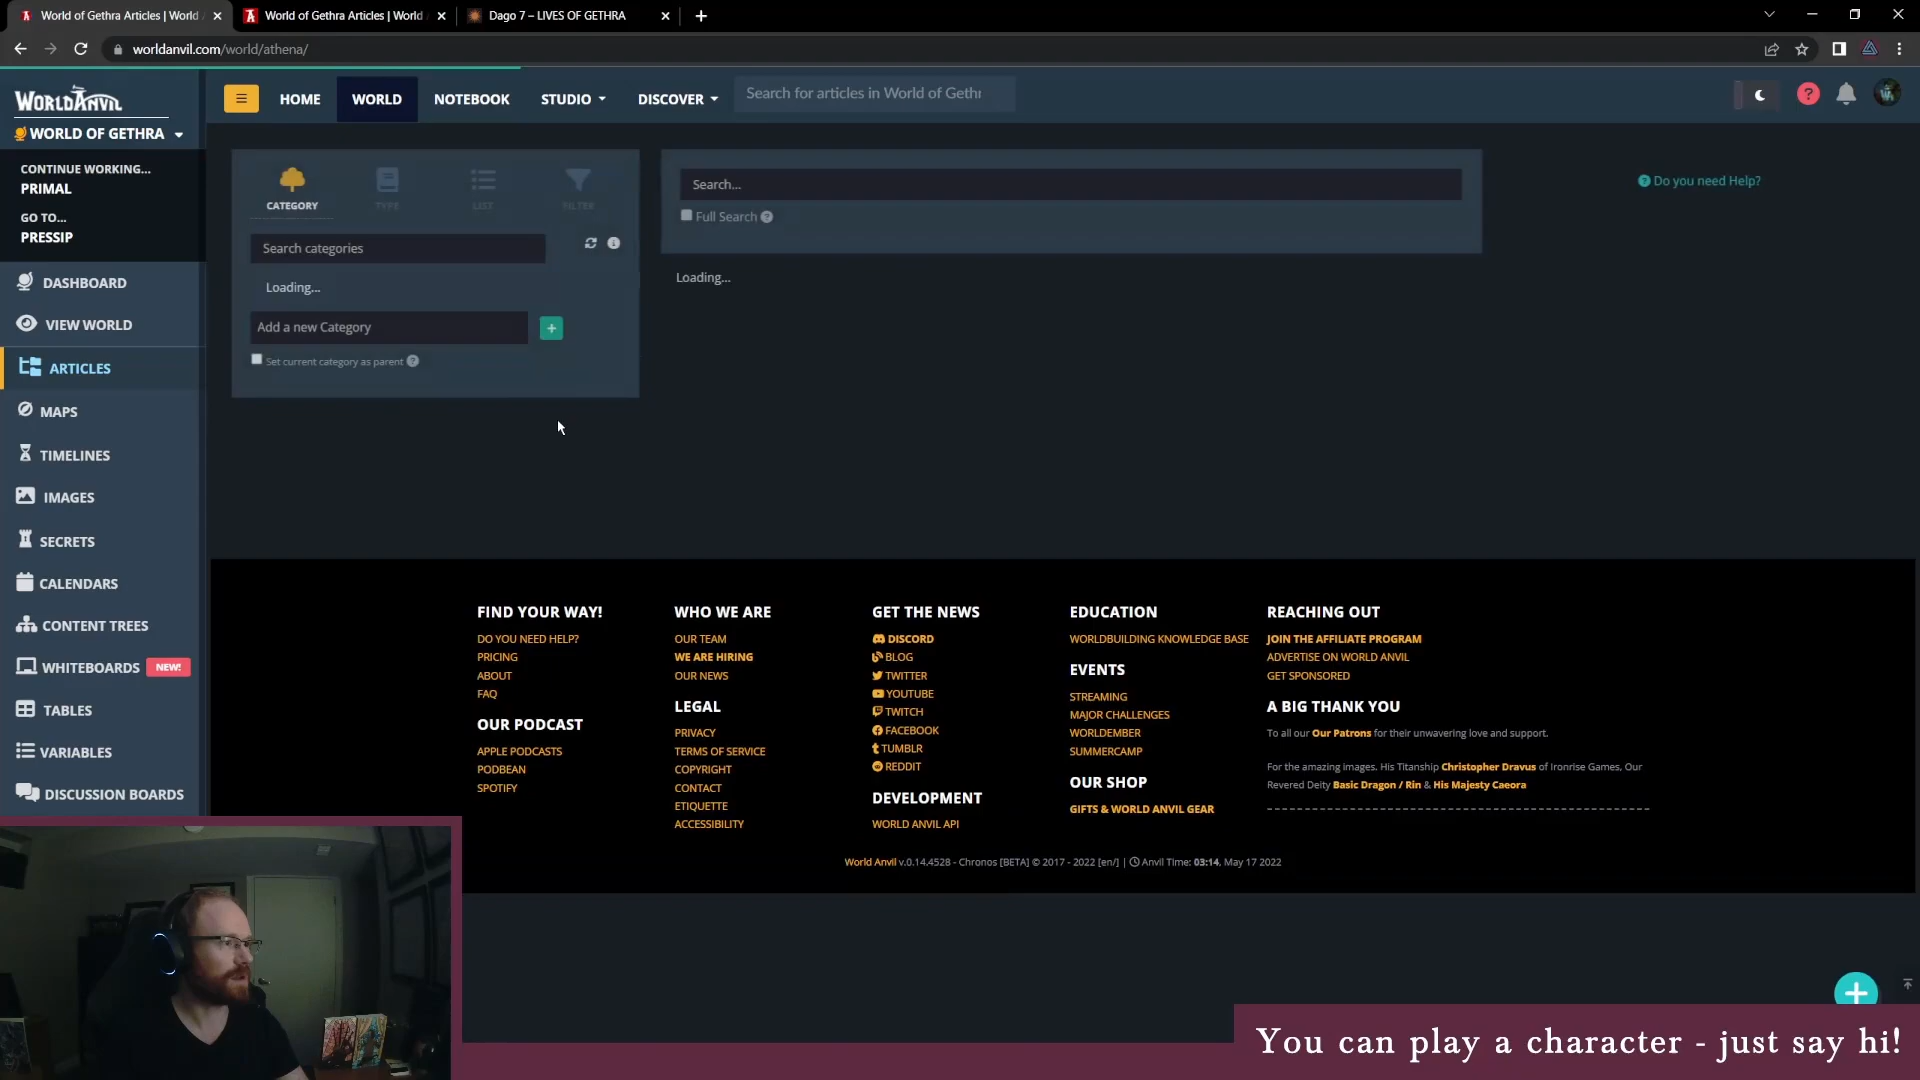 World of Gethra Articles | World
World of Gethra Articles | World
Dago 7 – LIVES OF GETHRA
worldanvil.com/world/athena/
WORLDANVIL
WORLD OF GETHRA
CONTINUE WORKING...
PRIMAL
GO TO...
PRESSIP
DASHBOARD
VIEW WORLD
ARTICLES
MAPS
TIMELINES
IMAGES
SECRETS
CALENDARS
CONTENT TREES
WHITEBOARDS NEW!
TABLES
VARIABLES
DISCUSSION BOARDS
HOME WORLD NOTEBOOK STUDIO DISCOVER
Search for articles in World of Geth
CATEGORY TYPE LIST FILTER
Search categories
Loading...
Add a new Category
+
Set current category as parent
Search...
Full Search
Loading...
Do you need Help?
FIND YOUR WAY!
DO YOU NEED HELP?
PRICING
ABOUT
FAQ
OUR PODCAST
APPLE PODCASTS
PODBEAN
SPOTIFY
WHO WE ARE
OUR TEAM
WE ARE HIRING
OUR NEWS
LEGAL
PRIVACY
TERMS OF SERVICE
COPYRIGHT
CONTACT
ETIQUETTE
ACCESSIBILITY
GET THE NEWS
DISCORD
BLOG
TWITTER
YOUTUBE
TWITCH
FACEBOOK
TUMBLR
REDDIT
DEVELOPMENT
WORLD ANVIL API
EDUCATION
WORLDBUILDING KNOWLEDGE BASE
EVENTS
STREAMING
MAJOR CHALLENGES
WORLDEMBER
SUMMERCAMP
OUR SHOP
GIFTS & WORLD ANVIL GEAR
REACHING OUT
JOIN THE AFFILIATE PROGRAM
ADVERTISE ON WORLD ANVIL
GET SPONSORED
A BIG THANK YOU
To all our Our Patrons for their unwavering love and support.
For the amazing images. His Titanship Christopher Dravus of Ironrise Games, Our
Revered Deity Basic Dragon / Rin & His Majesty Caeora
World Anvil v.0.14.4528 - Chronos [BETA] © 2017 - 2022 [en/] | Anvil Time: 03:14, May 17 2022
You can play a character - just say hi!